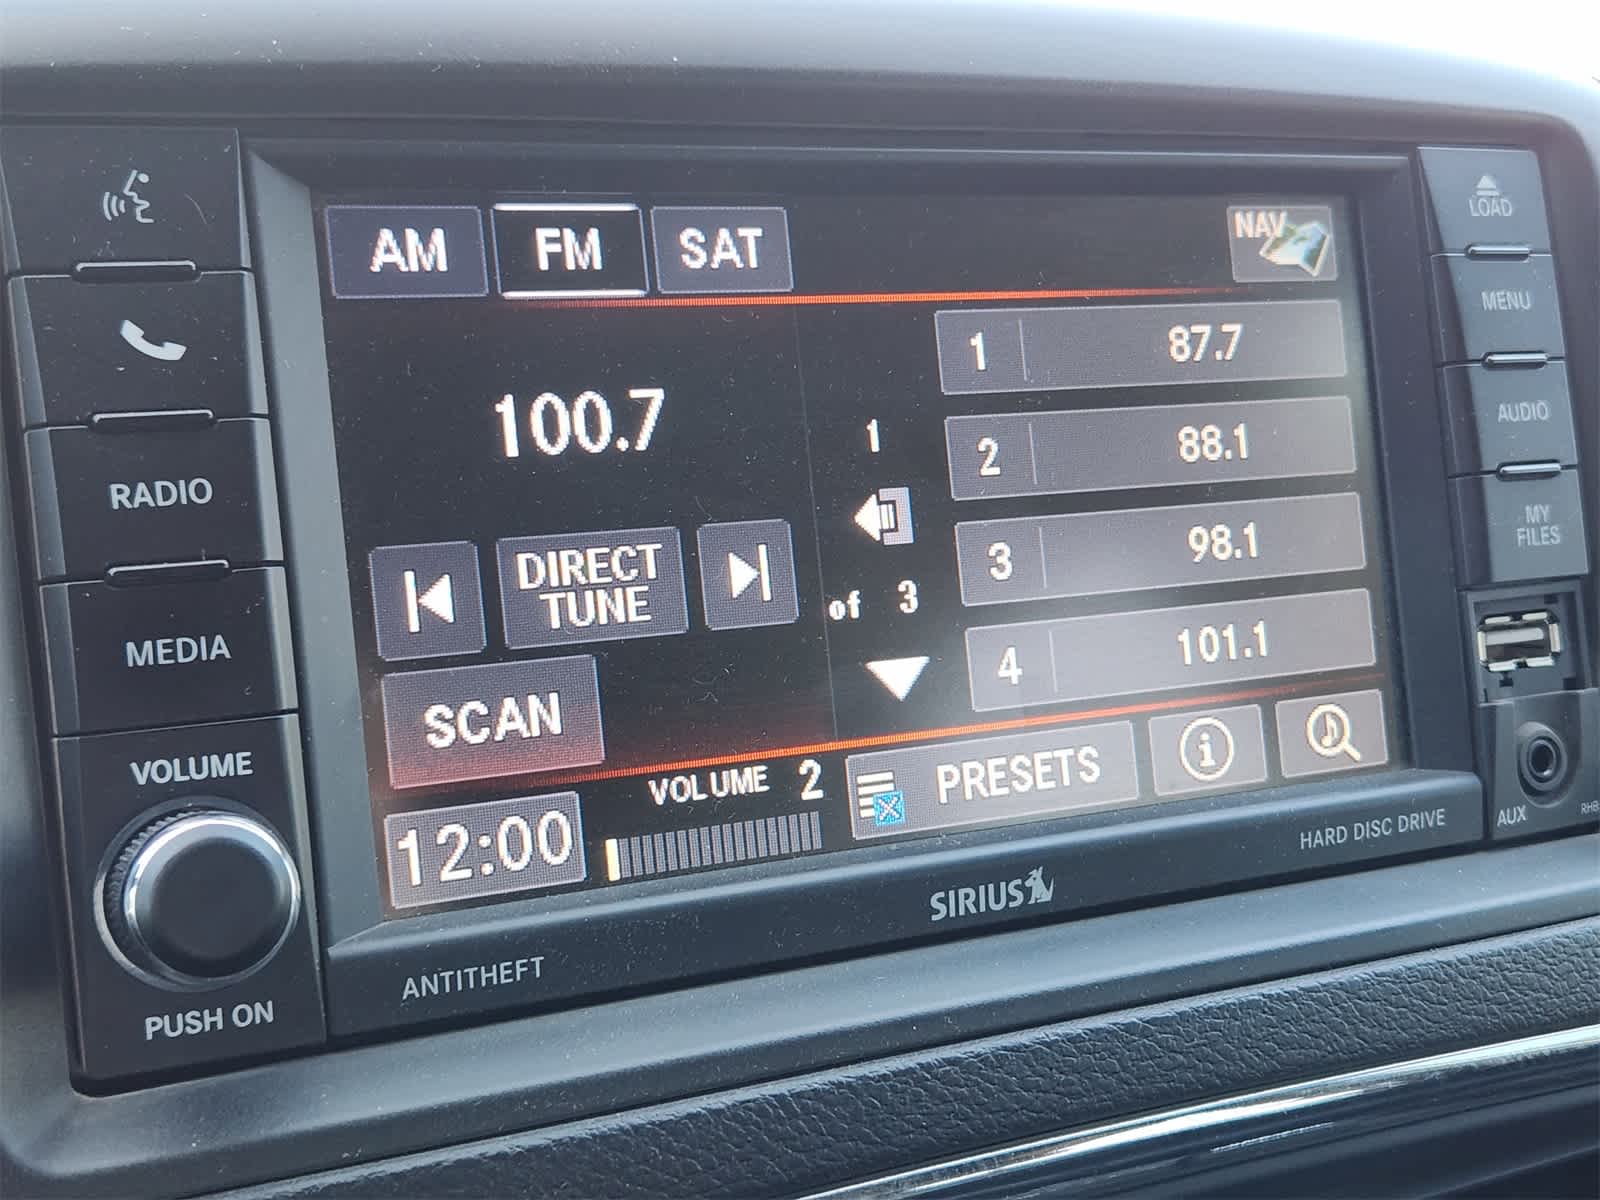 AM
FM
SAT
NAV
LOAD
MENU
AUDIO
MY
FILES
RADIO
MEDIA
VOLUME
PUSH ON
100.7
DIRECT
TUNE
SCAN
1
of 3
1 87.7
2 88.1
3 98.1
4 101.1
12:00
VOLUME 2
PRESETS
i
AUX
RHB
HARD DISC DRIVE
SIRIUS
ANTITHEFT